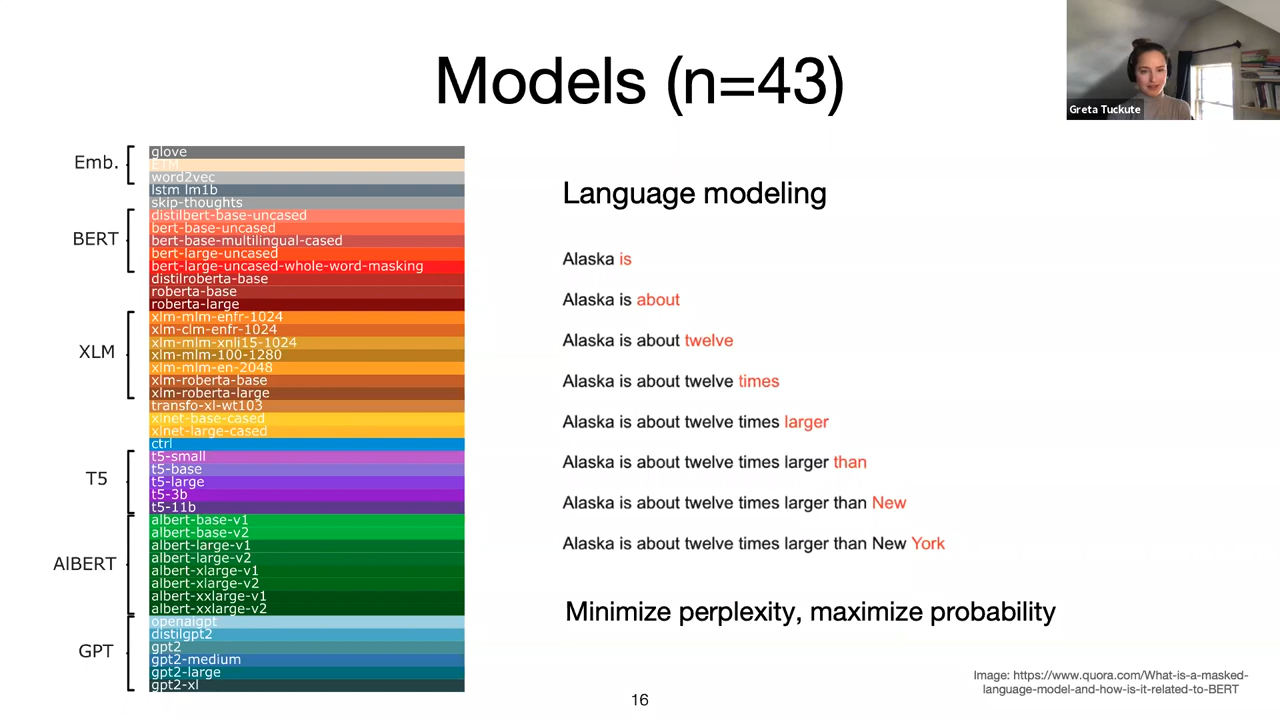 Models (n=43)
Greta Tuckute
Emb.
glove
ETM
word2vec
lstm lm1b
skip-thoughts
BERT
distilbert-base-uncased
bert-base-uncased
bert-base-multilingual-cased
bert-large-uncased
bert-large-uncased-whole-word-masking
distilroberta-base
roberta-base
roberta-large
XLM
xlm-mlm-enfr-1024
xlm-clm-enfr-1024
xlm-mlm-xnli15-1024
xlm-mlm-100-1280
xlm-mlm-en-2048
xlm-roberta-base
xlm-roberta-large
transfo-xl-wt103
xlnet-base-cased
xlnet-large-cased
ctrl
T5
t5-small
t5-base
t5-large
t5-3b
t5-11b
AlBERT
albert-base-v1
albert-base-v2
albert-large-v1
albert-large-v2
albert-xlarge-v1
albert-xlarge-v2
albert-xxlarge-v1
albert-xxlarge-v2
GPT
openaigpt
distilgpt2
gpt2
gpt2-medium
gpt2-large
gpt2-xl
Language modeling
Alaska is
Alaska is about
Alaska is about twelve
Alaska is about twelve times
Alaska is about twelve times larger
Alaska is about twelve times larger than
Alaska is about twelve times larger than New
Alaska is about twelve times larger than New York
Minimize perplexity, maximize probability
Image: https://www.quora.com/What-is-a-masked-
language-model-and-how-is-it-related-to-BERT
16